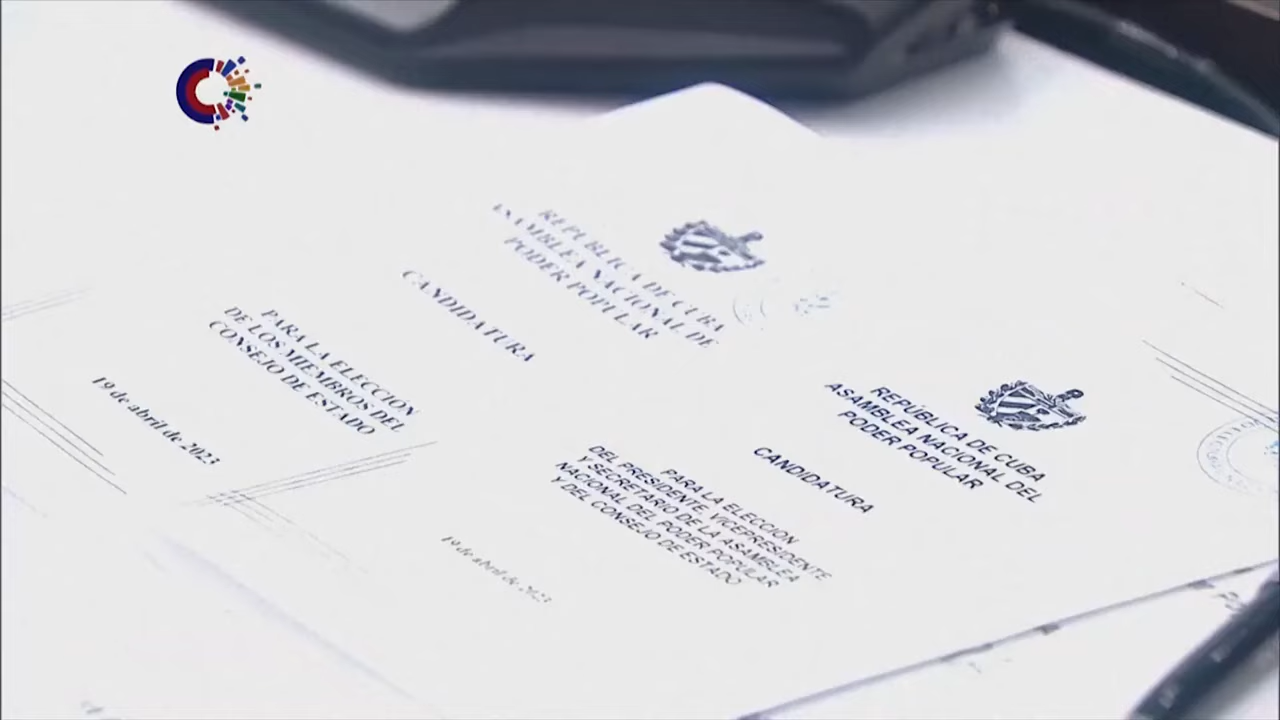 REPÚBLICA DE CUBA
ASAMBLEA NACIONAL DE
PODER POPULAR
CANDIDATURA
PARA LA ELECCIÓN
DE LOS MIEMBROS DEL
CONSEJO DE ESTADO
19 de abril de 2023
REPÚBLICA DE CUBA
ASAMBLEA NACIONAL DEL
PODER POPULAR
CANDIDATURA
PARA LA ELECCIÓN
DEL PRESIDENTE, VICEPRESIDENTE
Y SECRETARIO DE LA ASAMBLEA
NACIONAL DEL PODER POPULAR
Y DEL CONSEJO DE ESTADO
19 de abril de 2023